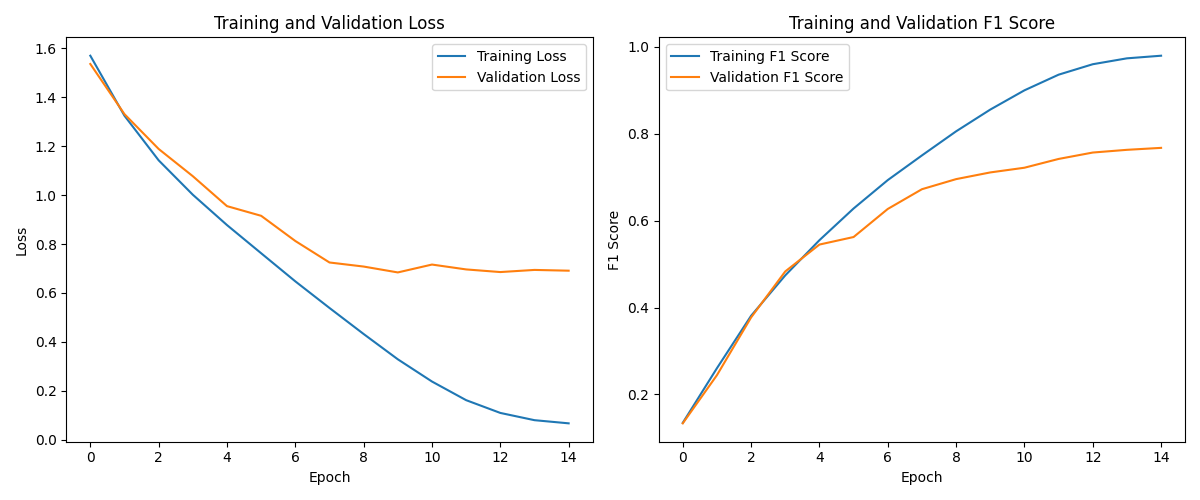 Training and Validation Loss
1.6
1.4
1.2
1.0
0.8
0.6
0.4
0.2
0.0
Loss
Training Loss
Validation Loss
0 2 4 6 8 10 12 14
Epoch
Training and Validation F1 Score
1.0
0.8
0.6
0.4
0.2
F1 Score
Training F1 Score
Validation F1 Score
0 2 4 6 8 10 12 14
Epoch